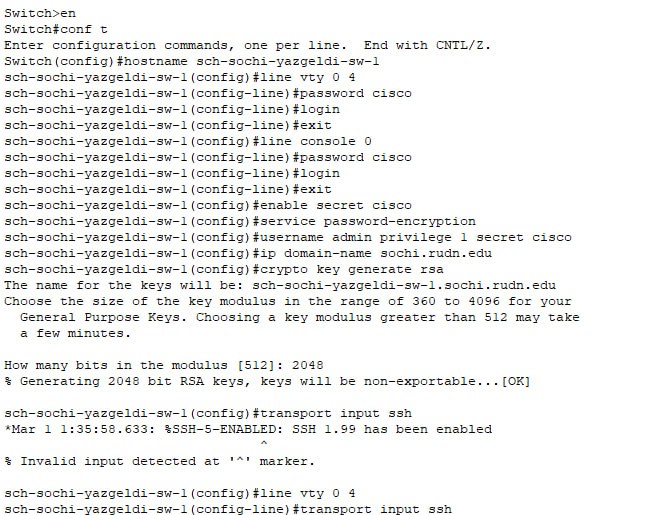 Switch>en
Switch#conf t
Enter configuration commands, one per line.  End with CNTL/Z.
Switch(config)#hostname sch-sochi-yazgeldi-sw-1
sch-sochi-yazgeldi-sw-1(config)#line vty 0 4
sch-sochi-yazgeldi-sw-1(config-line)#password cisco
sch-sochi-yazgeldi-sw-1(config-line)#login
sch-sochi-yazgeldi-sw-1(config-line)#exit
sch-sochi-yazgeldi-sw-1(config)#line console 0
sch-sochi-yazgeldi-sw-1(config-line)#password cisco
sch-sochi-yazgeldi-sw-1(config-line)#login
sch-sochi-yazgeldi-sw-1(config-line)#exit
sch-sochi-yazgeldi-sw-1(config)#enable secret cisco
sch-sochi-yazgeldi-sw-1(config)#service password-encryption
sch-sochi-yazgeldi-sw-1(config)#username admin privilege 1 secret cisco
sch-sochi-yazgeldi-sw-1(config)#ip domain-name sochi.rudn.edu
sch-sochi-yazgeldi-sw-1(config)#crypto key generate rsa
The name for the keys will be: sch-sochi-yazgeldi-sw-1.sochi.rudn.edu
Choose the size of the key modulus in the range of 360 to 4096 for your
  General Purpose Keys. Choosing a key modulus greater than 512 may take
  a few minutes.

How many bits in the modulus [512]: 2048
% Generating 2048 bit RSA keys, keys will be non-exportable...[OK]

sch-sochi-yazgeldi-sw-1(config)#transport input ssh
*Mar 1 1:35:58.633: %SSH-5-ENABLED: SSH 1.99 has been enabled
                                  ^
% Invalid input detected at '^' marker.

sch-sochi-yazgeldi-sw-1(config)#line vty 0 4
sch-sochi-yazgeldi-sw-1(config-line)#transport input ssh